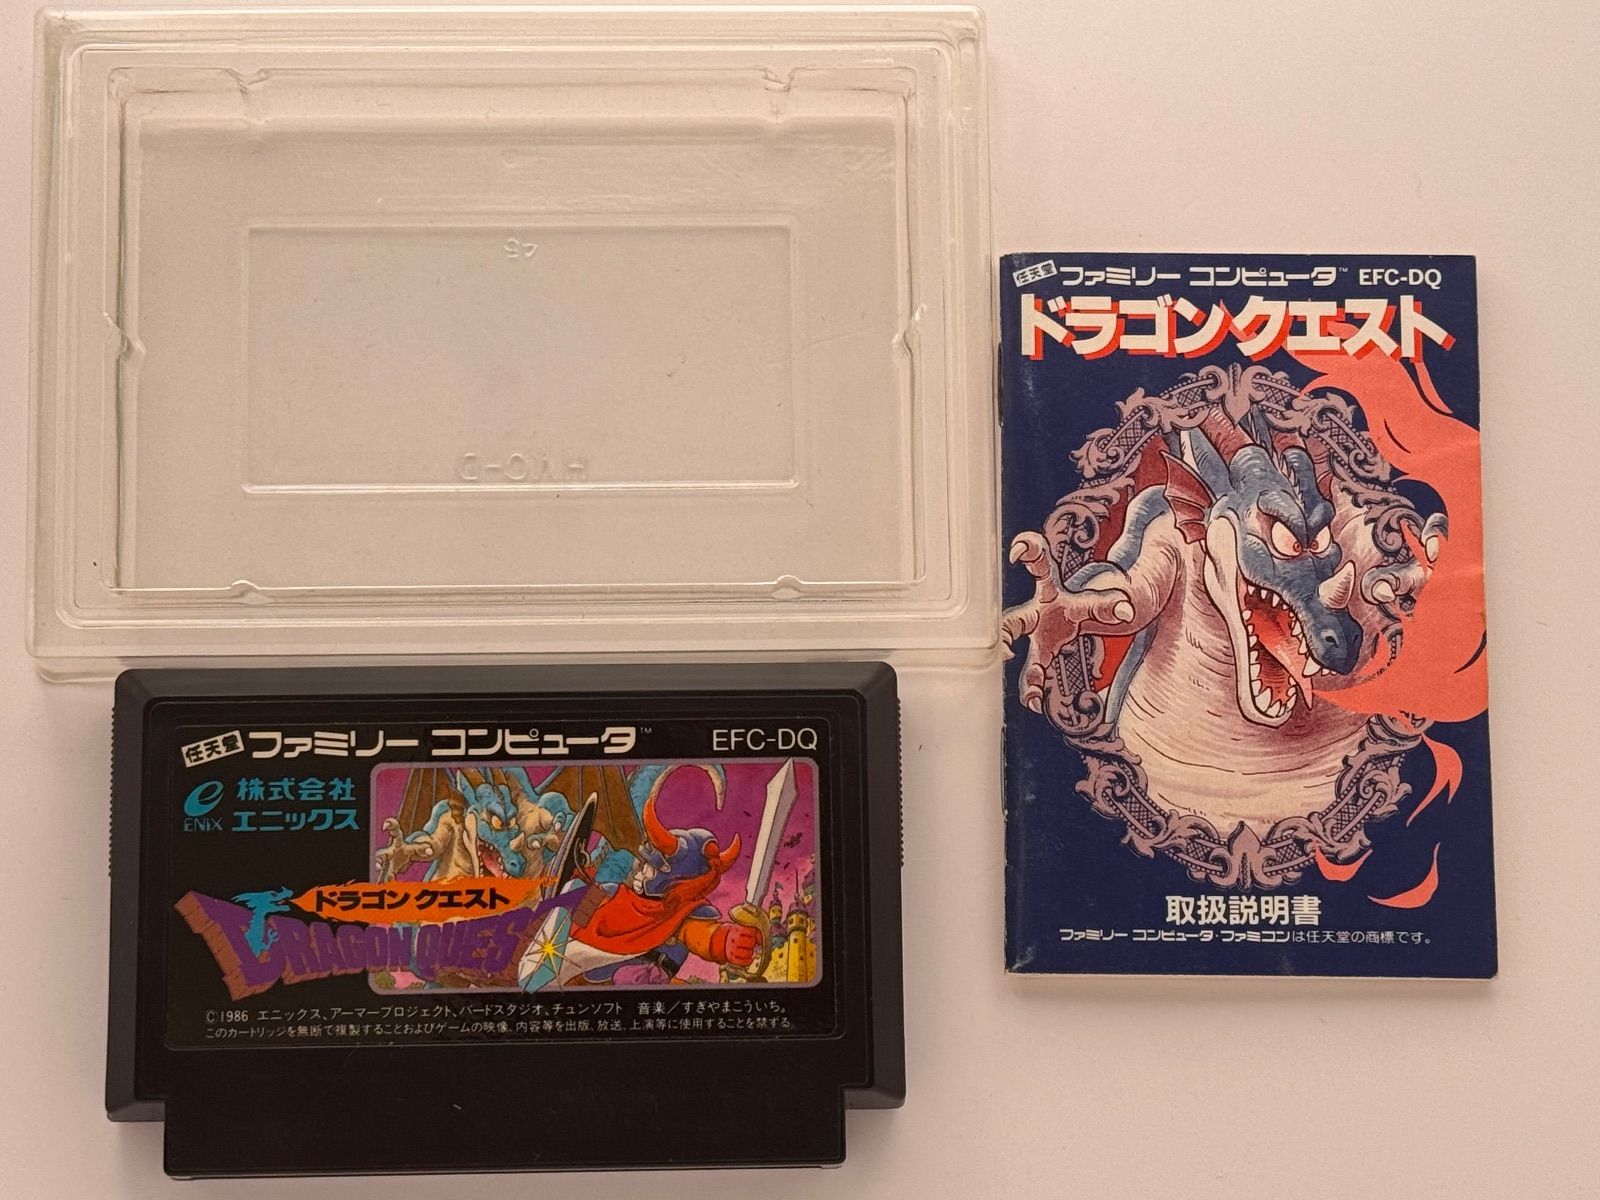 45
HVC-D
任天堂 ファミリー コンピュータ™ EFC-DQ
ドラゴンクエスト
取扱説明書
ファミリー コンピュータ・ファミコンは任天堂の商標です。
任天堂 ファミリー コンピュータ™ EFC-DQ
e 株式会社
ENIX エニックス
ドラゴンクエスト
DRAGON QUEST
©1986 エニックス、アーマープロジェクト、バードスタジオ、チュンソフト 音楽/すぎやまこういち。
このカートリッジを無断で複製することおよびゲームの映像、内容等を出版、放送、上演等に使用することを禁ずる